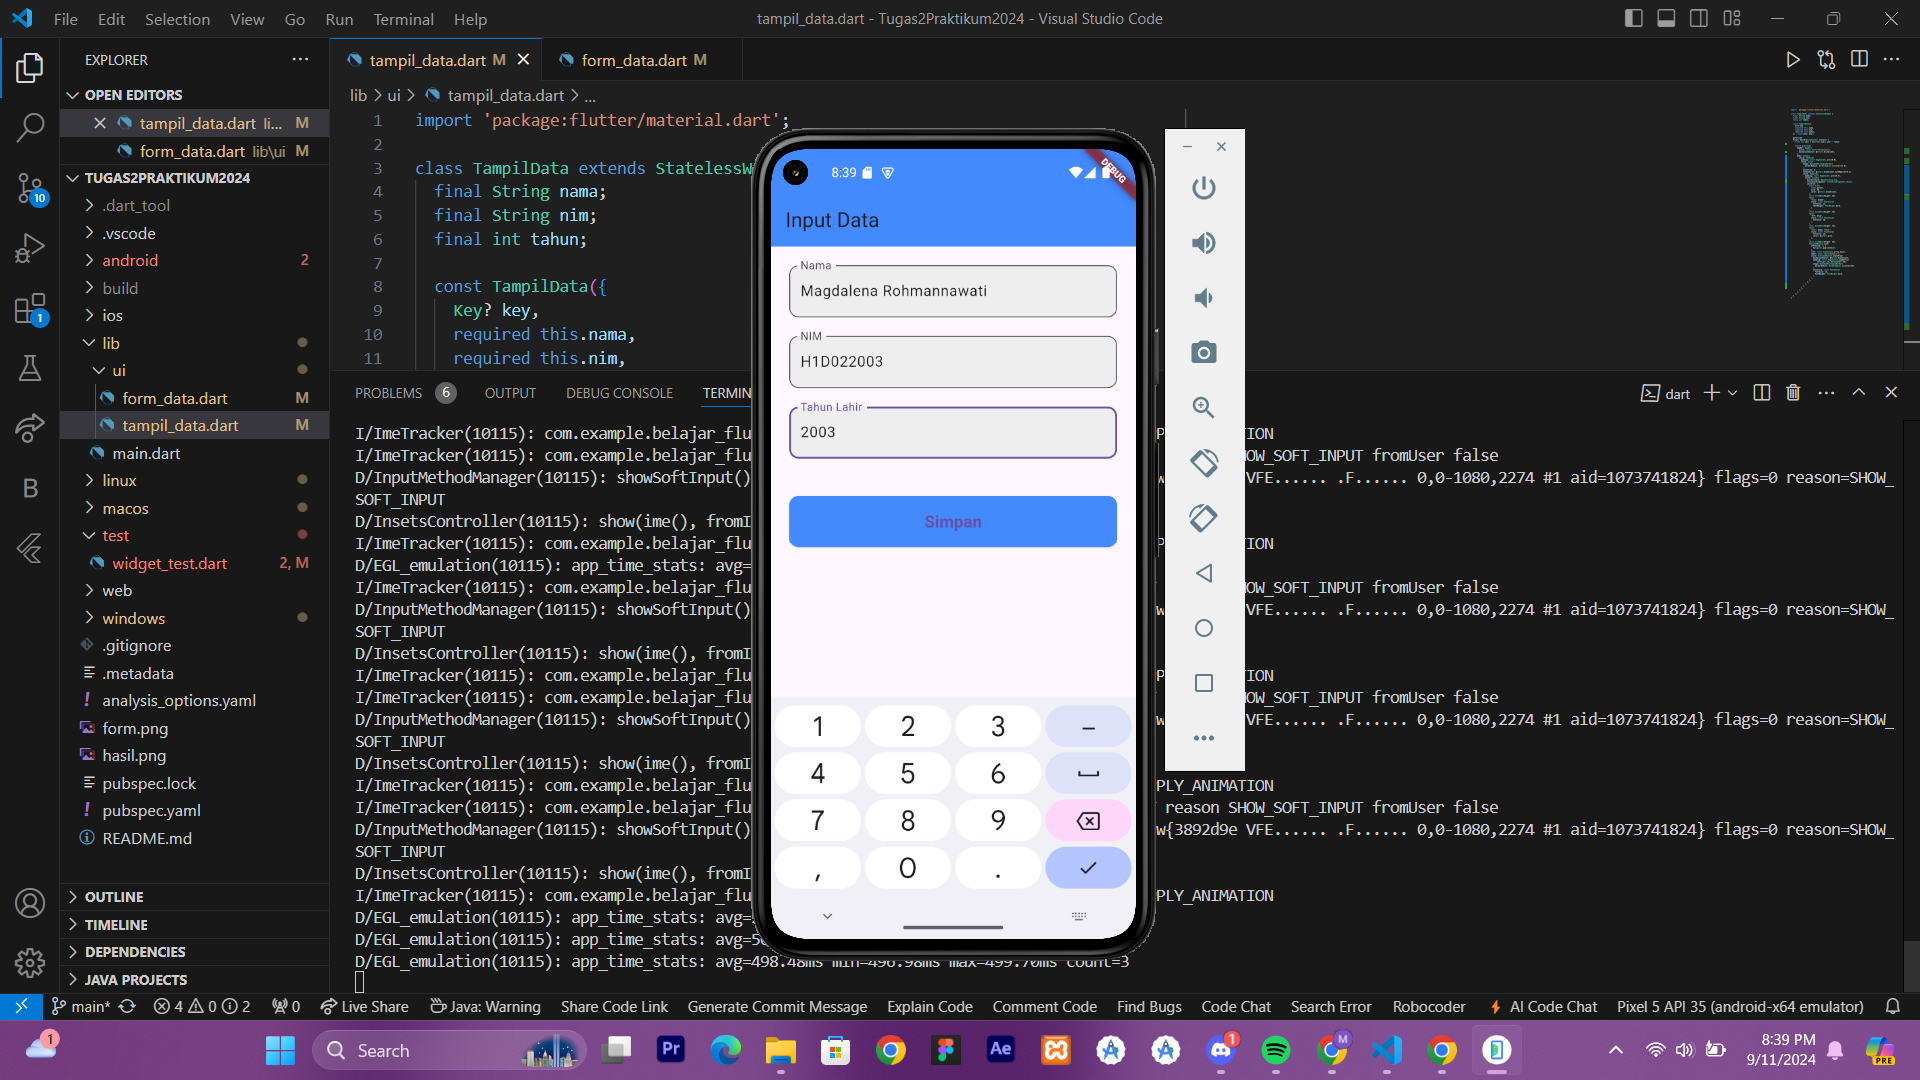 File Edit Selection View Go Run Terminal Help
tampil_data.dart - Tugas2Praktikum2024 - Visual Studio Code
EXPLORER
OPEN EDITORS
tampil_data.dart li... M
form_data.dart lib\ui M
TUGAS2PRAKTIKUM2024
.dart_tool
.vscode
android 2
build
ios
lib
ui
form_data.dart M
tampil_data.dart M
main.dart
linux
macos
test
widget_test.dart 2, M
web
windows
.gitignore
.metadata
analysis_options.yaml
form.png
hasil.png
pubspec.lock
pubspec.yaml
README.md
OUTLINE
TIMELINE
DEPENDENCIES
JAVA PROJECTS
10
1
B
tampil_data.dart M
form_data.dart M
lib > ui > tampil_data.dart > ...
1 import 'package:flutter/material.dart';
2
3 class TampilData extends StatelessW
4 final String nama;
5 final String nim;
6 final int tahun;
7
8 const TampilData({
9 Key? key,
10 required this.nama,
11 required this.nim,
PROBLEMS 6 OUTPUT DEBUG CONSOLE TERMIN
dart
I/ImeTracker(10115): com.example.belajar_flu P ION
I/ImeTracker(10115): com.example.belajar_flu OW_SOFT_INPUT fromUser false
D/InputMethodManager(10115): showSoftInput() w VFE...... .F...... 0,0-1080,2274 #1 aid=1073741824} flags=0 reason=SHOW_
SOFT_INPUT
D/InsetsController(10115): show(ime(), fromI
I/ImeTracker(10115): com.example.belajar_flu P ION
D/EGL_emulation(10115): app_time_stats: avg=
I/ImeTracker(10115): com.example.belajar_flu OW_SOFT_INPUT fromUser false
D/InputMethodManager(10115): showSoftInput() w VFE...... .F...... 0,0-1080,2274 #1 aid=1073741824} flags=0 reason=SHOW_
SOFT_INPUT
D/InsetsController(10115): show(ime(), fromI
I/ImeTracker(10115): com.example.belajar_flu P ION
I/ImeTracker(10115): com.example.belajar_flu OW_SOFT_INPUT fromUser false
D/InputMethodManager(10115): showSoftInput() w VFE...... .F...... 0,0-1080,2274 #1 aid=1073741824} flags=0 reason=SHOW_
SOFT_INPUT
D/InsetsController(10115): show(ime(), fromI
I/ImeTracker(10115): com.example.belajar_flu PLY_ANIMATION
I/ImeTracker(10115): com.example.belajar_flu reason SHOW_SOFT_INPUT fromUser false
D/InputMethodManager(10115): showSoftInput() w{3892d9e VFE...... .F...... 0,0-1080,2274 #1 aid=1073741824} flags=0 reason=SHOW_
SOFT_INPUT
D/InsetsController(10115): show(ime(), fromI
I/ImeTracker(10115): com.example.belajar_flu PLY_ANIMATION
D/EGL_emulation(10115): app_time_stats: avg=
D/EGL_emulation(10115): app_time_stats: avg=50
D/EGL_emulation(10115): app_time_stats: avg=498.48ms min=496.98ms max=499.70ms count=3
8:39
DEBUG
Input Data
Nama
Magdalena Rohmannawati
NIM
H1D022003
Tahun Lahir
2003
Simpan
1 2 3 –
4 5 6
7 8 9
, 0 .
main* 4 0 2 0 Live Share Java: Warning Share Code Link Generate Commit Message Explain Code Comment Code Find Bugs Code Chat Search Error Robocoder AI Code Chat Pixel 5 API 35 (android-x64 emulator)
1 Search Pr Ae 1 M
8:39 PM
9/11/2024
PRE